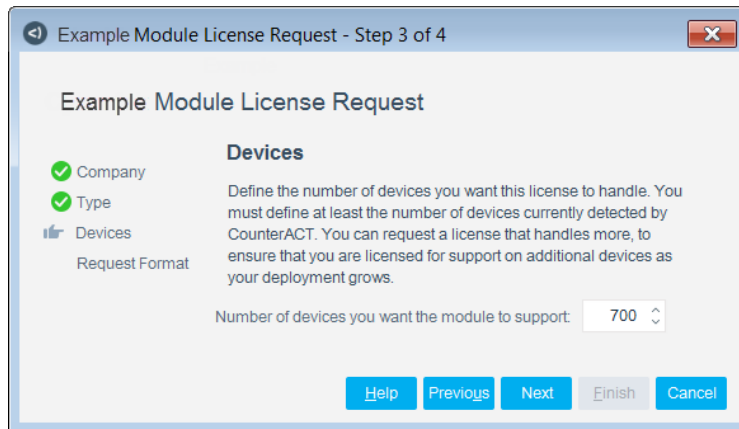 Example Module License Request - Step 3 of 4
Example Module License Request
Company
Type
Devices
Request Format
Devices
Define the number of devices you want this license to handle. You
must define at least the number of devices currently detected by
CounterACT. You can request a license that handles more, to
ensure that you are licensed for support on additional devices as
your deployment grows.
Number of devices you want the module to support: 700
Help Previous Next Finish Cancel